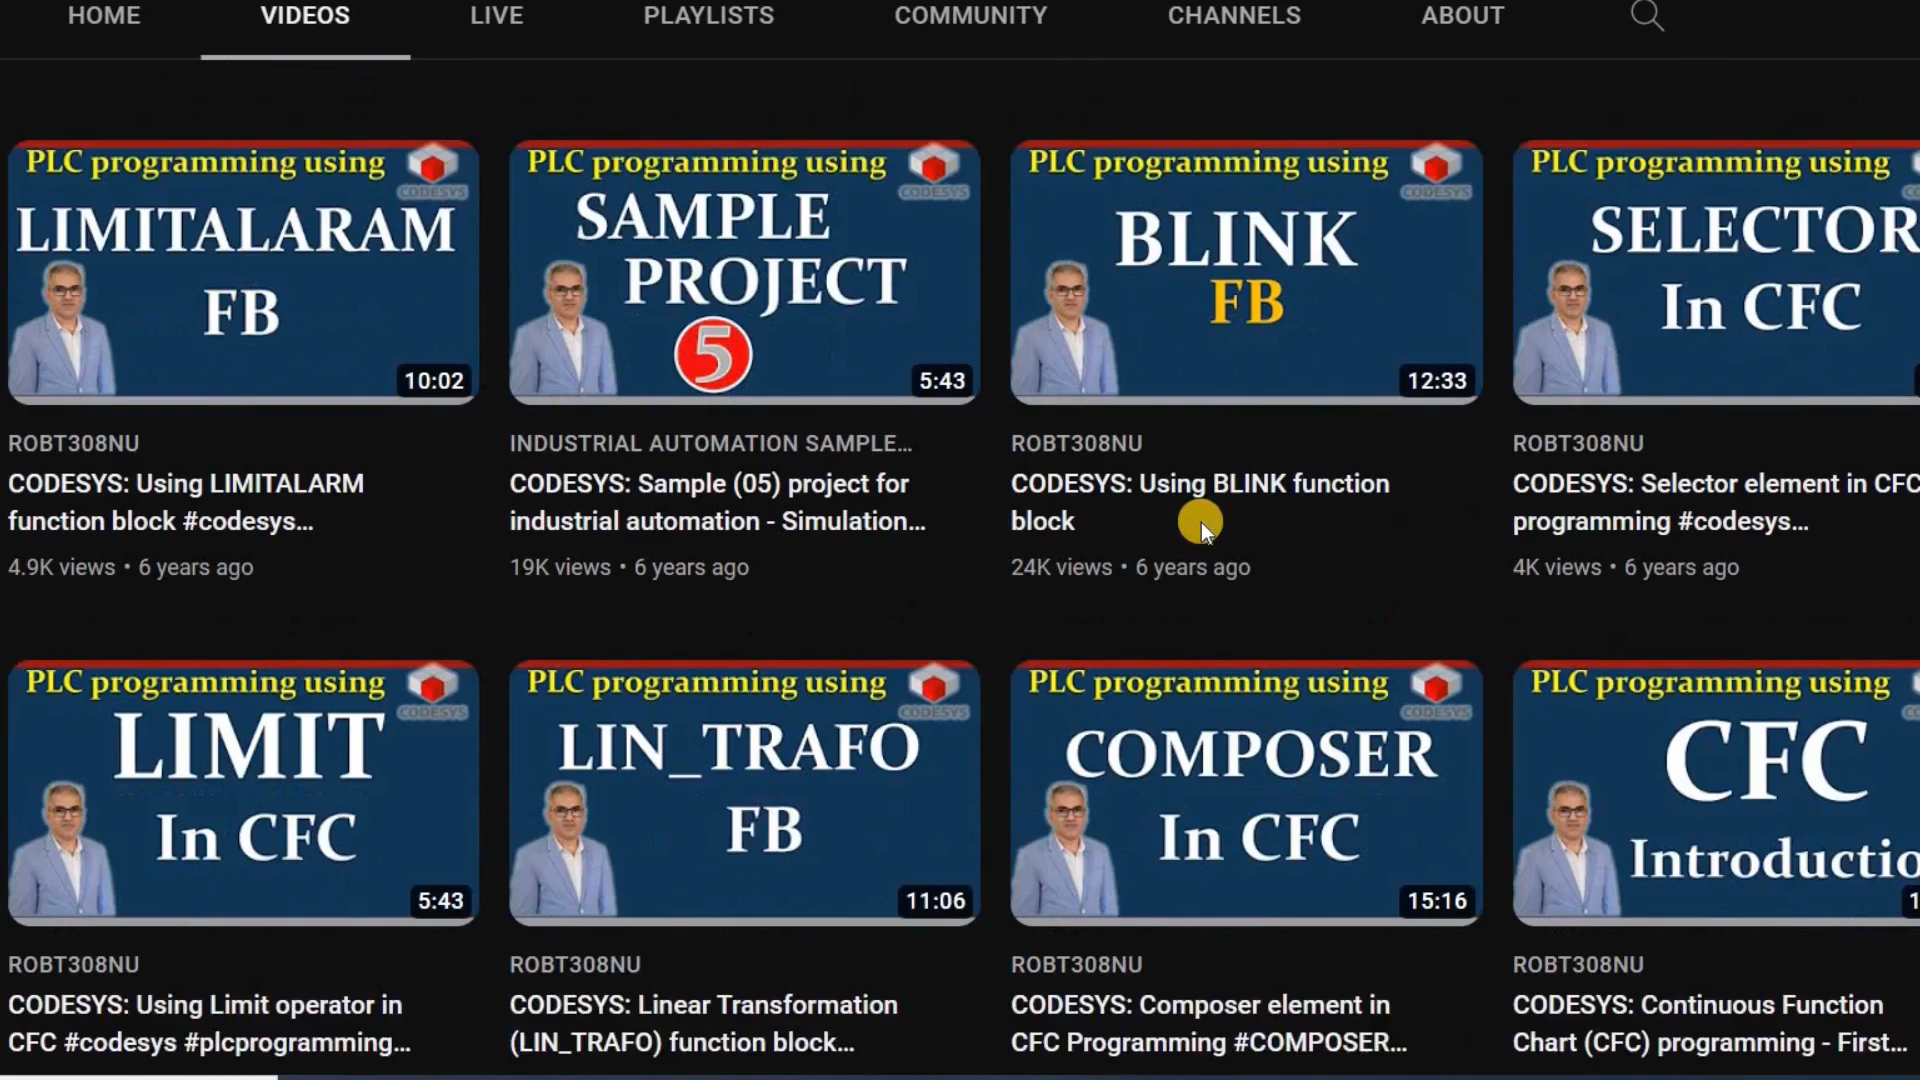 HOME VIDEOS LIVE PLAYLISTS COMMUNITY CHANNELS ABOUT
PLC programming using
CODESYS
LIMITALARAM
FB
10:02
ROBT308NU
CODESYS: Using LIMITALARM
function block #codesys...
4.9K views • 6 years ago
PLC programming using
CODESYS
SAMPLE
PROJECT
5
5:43
INDUSTRIAL AUTOMATION SAMPLE...
CODESYS: Sample (05) project for
industrial automation - Simulation...
19K views • 6 years ago
PLC programming using
CODESYS
BLINK
FB
12:33
ROBT308NU
CODESYS: Using BLINK function
block
24K views • 6 years ago
PLC programming using
SELECTOR
In CFC
ROBT308NU
CODESYS: Selector element in CFC
programming #codesys...
4K views • 6 years ago
PLC programming using
CODESYS
LIMIT
In CFC
5:43
ROBT308NU
CODESYS: Using Limit operator in
CFC #codesys #plcprogramming...
PLC programming using
CODESYS
LIN_TRAFO
FB
11:06
ROBT308NU
CODESYS: Linear Transformation
(LIN_TRAFO) function block...
PLC programming using
CODESYS
COMPOSER
In CFC
15:16
ROBT308NU
CODESYS: Composer element in
CFC Programming #COMPOSER...
PLC programming using
CFC
Introductio
ROBT308NU
CODESYS: Continuous Function
Chart (CFC) programming - First...